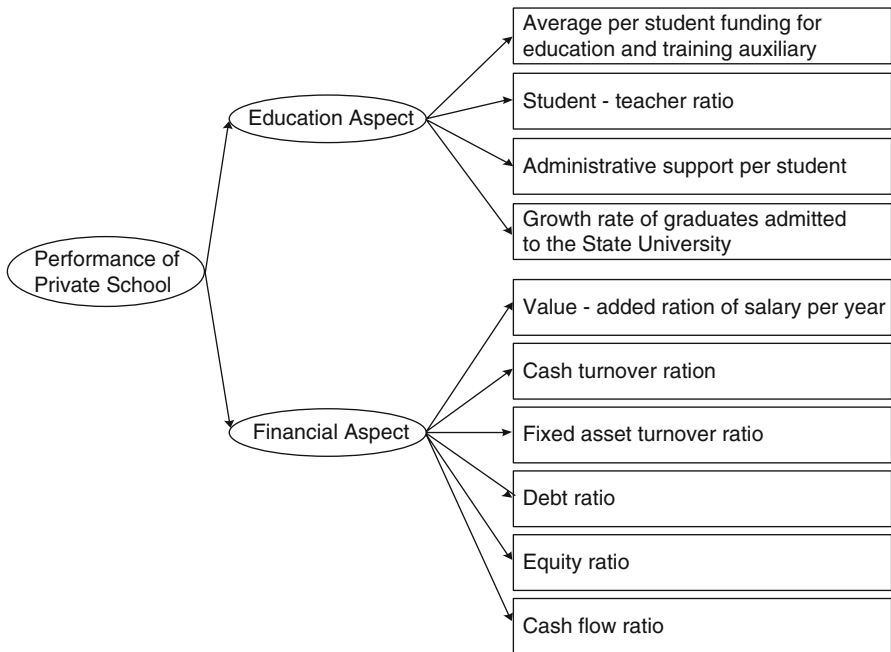 Performance of
Private School
Education Aspect
Average per student funding for
education and training auxiliary
Student - teacher ratio
Administrative support per student
Growth rate of graduates admitted
to the State University
Financial Aspect
Value - added ration of salary per year
Cash turnover ration
Fixed asset turnover ratio
Debt ratio
Equity ratio
Cash flow ratio